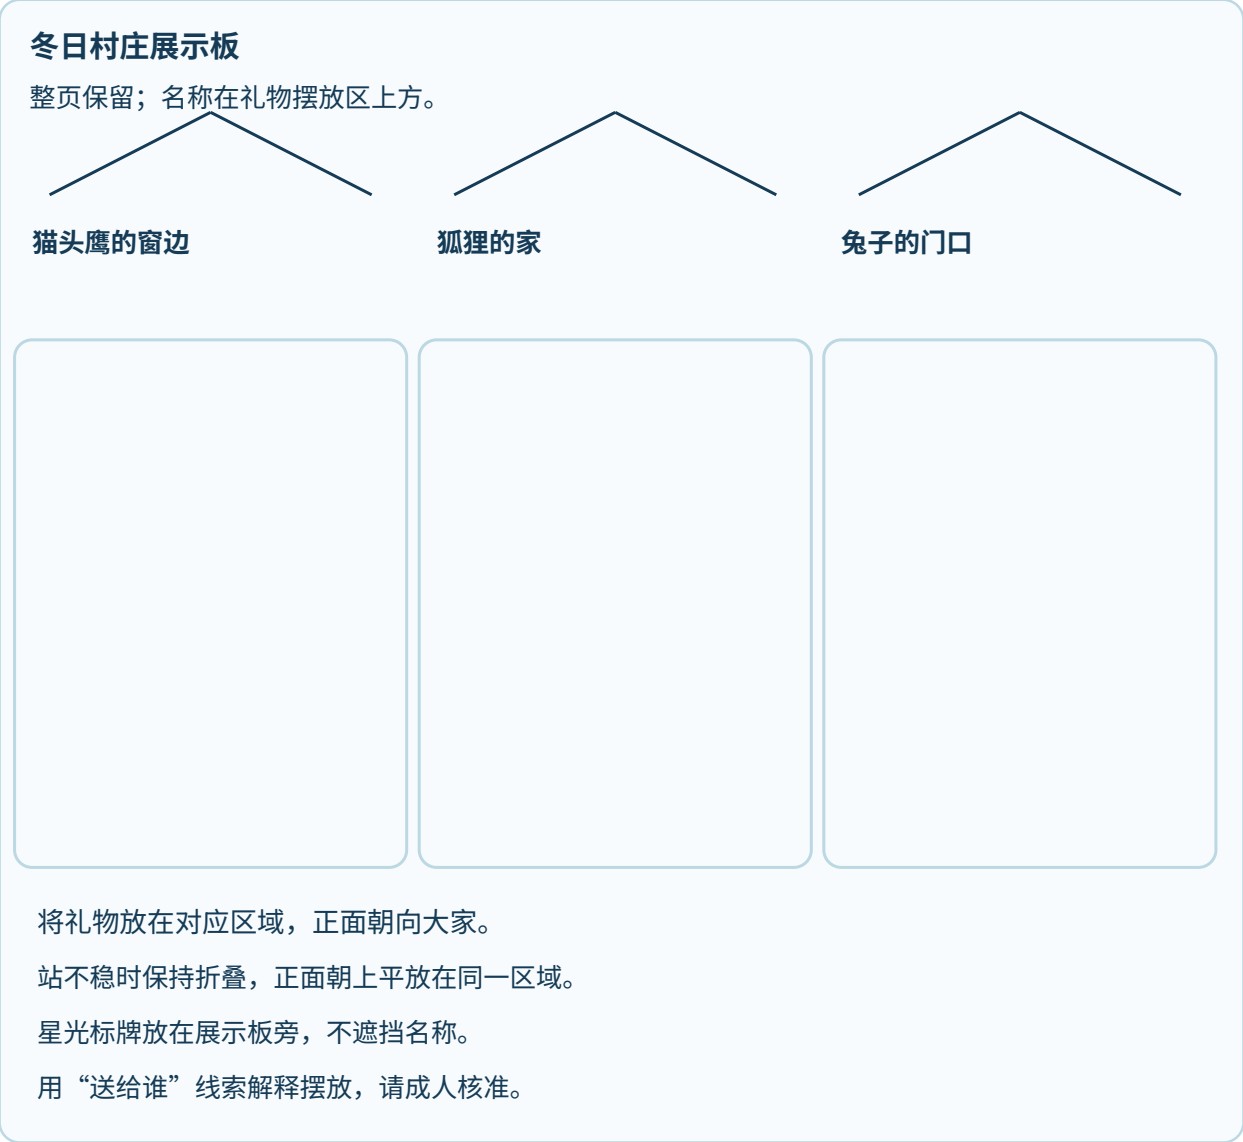 冬日村庄展示板
整页保留；名称在礼物摆放区上方。
猫头鹰的窗边
狐狸的家
兔子的门口
将礼物放在对应区域，正面朝向大家。
站不稳时保持折叠，正面朝上平放在同一区域。
星光标牌放在展示板旁，不遮挡名称。
用“送给谁”线索解释摆放，请成人核准。